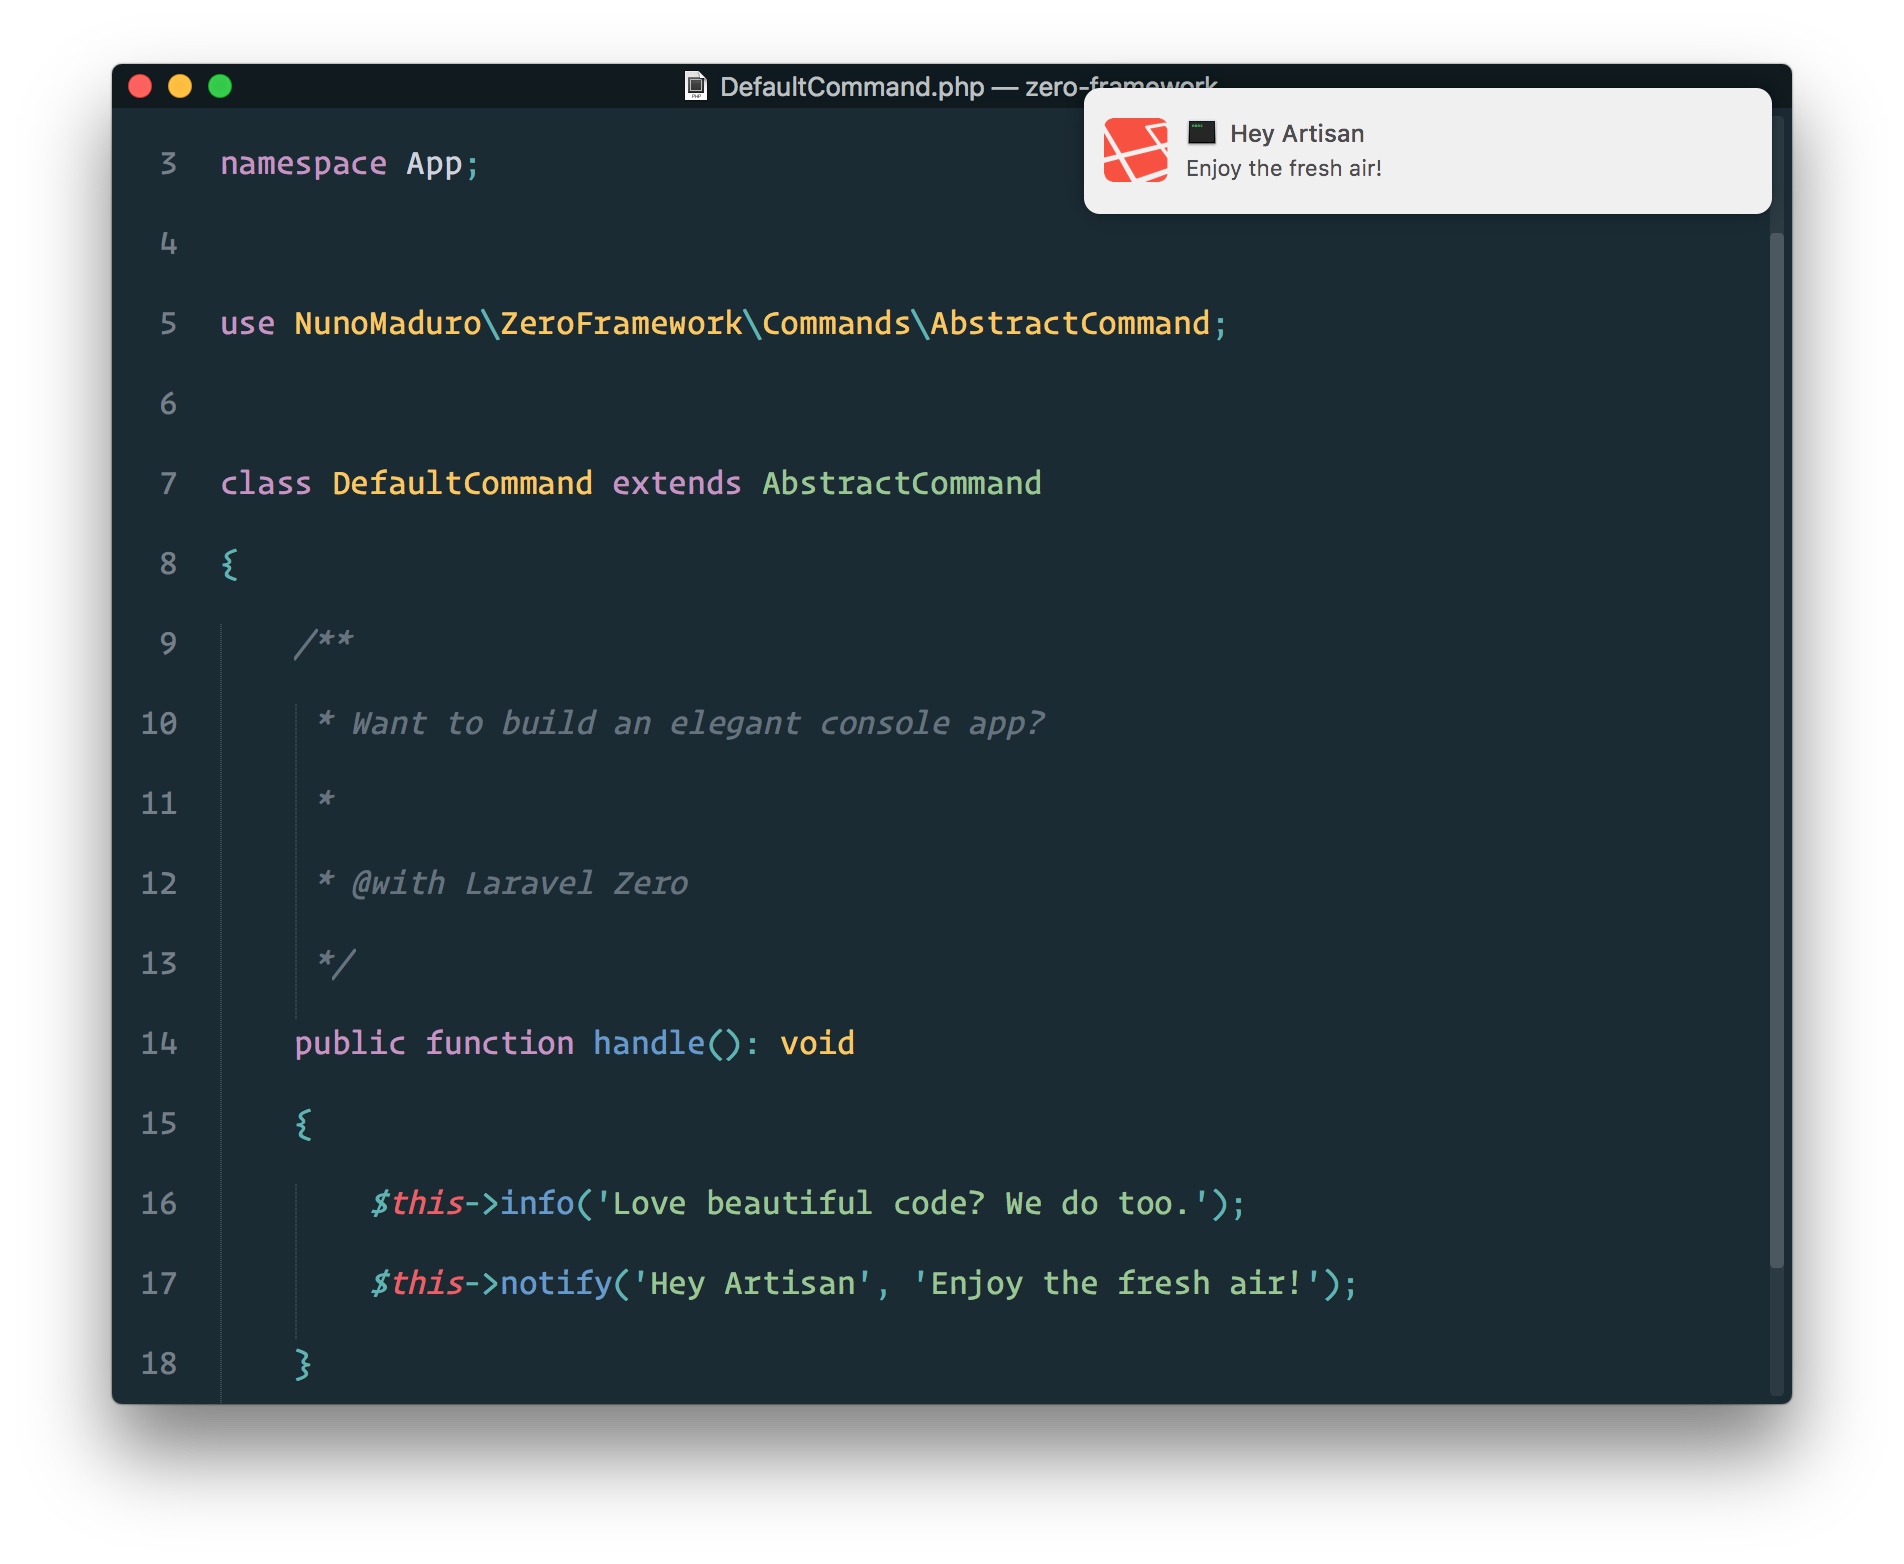 DefaultCommand.php — zero-framework
Hey Artisan
Enjoy the fresh air!
3 namespace App;
4
5 use NunoMaduro\ZeroFramework\Commands\AbstractCommand;
6
7 class DefaultCommand extends AbstractCommand
8 {
9 /**
10 * Want to build an elegant console app?
11 *
12 * @with Laravel Zero
13 */
14 public function handle(): void
15 {
16 $this->info('Love beautiful code? We do too.');
17 $this->notify('Hey Artisan', 'Enjoy the fresh air!');
18 }